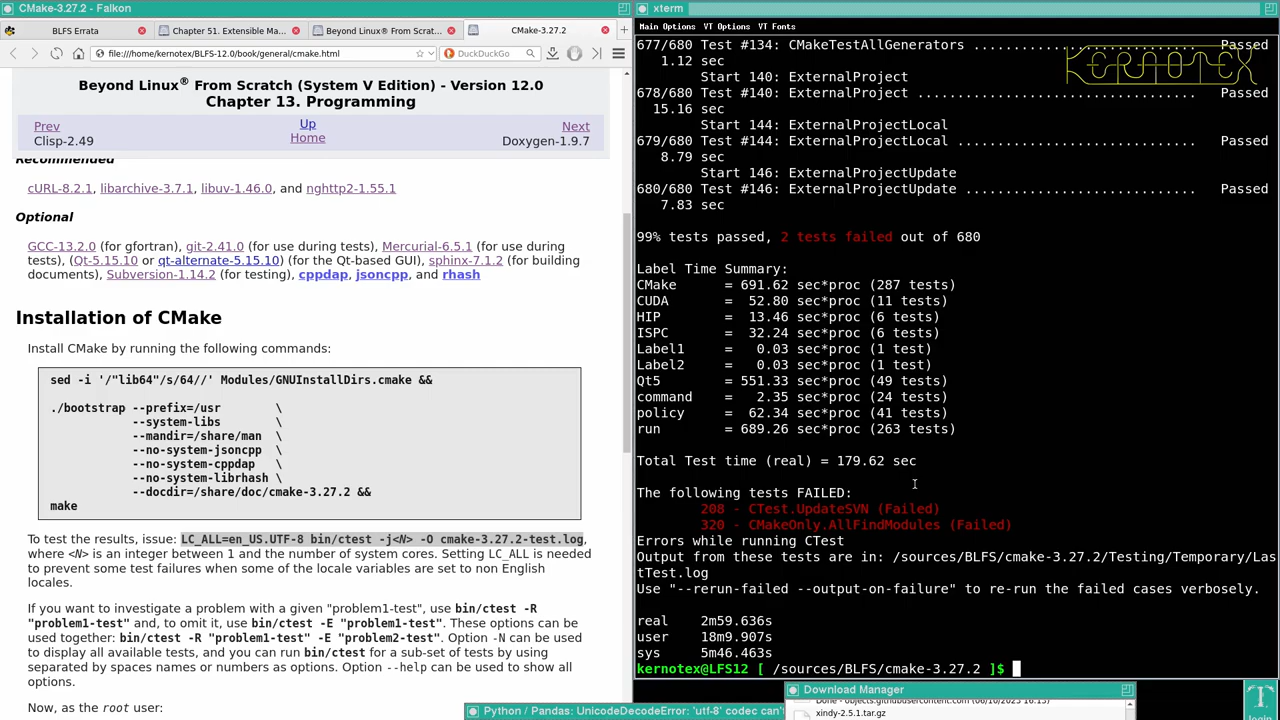 CMake-3.27.2 - Falkon
BLFS Errata
Chapter 51. Extensible Ma...
Beyond Linux® From Scrat...
CMake-3.27.2
file:///home/kernotex/BLFS-12.0/book/general/cmake.html
DuckDuckGo
Beyond Linux® From Scratch (System V Edition) - Version 12.0
Chapter 13. Programming
Prev
Up
Next
Clisp-2.49
Home
Doxygen-1.9.7
Recommended
cURL-8.2.1, libarchive-3.7.1, libuv-1.46.0, and nghttp2-1.55.1
Optional
GCC-13.2.0 (for gfortran), git-2.41.0 (for use during tests), Mercurial-6.5.1 (for use during
tests), (Qt-5.15.10 or qt-alternate-5.15.10) (for the Qt-based GUI), sphinx-7.1.2 (for building
documents), Subversion-1.14.2 (for testing), cppdap, jsoncpp, and rhash
Installation of CMake
Install CMake by running the following commands:
sed -i '/"lib64"/s/64//' Modules/GNUInstallDirs.cmake &&
./bootstrap --prefix=/usr \
--system-libs \
--mandir=/share/man \
--no-system-jsoncpp \
--no-system-cppdap \
--no-system-librhash \
--docdir=/share/doc/cmake-3.27.2 &&
make
To test the results, issue: LC_ALL=en_US.UTF-8 bin/ctest -j<N> -O cmake-3.27.2-test.log,
where <N> is an integer between 1 and the number of system cores. Setting LC_ALL is needed
to prevent some test failures when some of the locale variables are set to non English
locales.
If you want to investigate a problem with a given "problem1-test", use bin/ctest -R
"problem1-test" and, to omit it, use bin/ctest -E "problem1-test". These options can be
used together: bin/ctest -R "problem1-test" -E "problem2-test". Option -N can be used
to display all available tests, and you can run bin/ctest for a sub-set of tests by using
separated by spaces names or numbers as options. Option --help can be used to show all
options.
Now, as the root user:
xterm
Main Options VT Options VT Fonts
KERNOTEX
677/680 Test #134: CMakeTestAllGenerators .......................... Passed
1.12 sec
Start 140: ExternalProject
678/680 Test #140: ExternalProject ................................. Passed
15.16 sec
Start 144: ExternalProjectLocal
679/680 Test #144: ExternalProjectLocal ............................ Passed
8.79 sec
Start 146: ExternalProjectUpdate
680/680 Test #146: ExternalProjectUpdate ........................... Passed
7.83 sec
99% tests passed, 2 tests failed out of 680
Label Time Summary:
CMake = 691.62 sec*proc (287 tests)
CUDA = 52.80 sec*proc (11 tests)
HIP = 13.46 sec*proc (6 tests)
ISPC = 32.24 sec*proc (6 tests)
Label1 = 0.03 sec*proc (1 test)
Label2 = 0.03 sec*proc (1 test)
Qt5 = 551.33 sec*proc (49 tests)
command = 2.35 sec*proc (24 tests)
policy = 62.34 sec*proc (41 tests)
run = 689.26 sec*proc (263 tests)
Total Test time (real) = 179.62 sec
The following tests FAILED:
208 - CTest.UpdateSVN (Failed)
320 - CMakeOnly.AllFindModules (Failed)
Errors while running CTest
Output from these tests are in: /sources/BLFS/cmake-3.27.2/Testing/Temporary/Las
tTest.log
Use "--rerun-failed --output-on-failure" to re-run the failed cases verbosely.
real 2m59.636s
user 18m9.907s
sys 5m46.463s
kernotex@LFS12 [ /sources/BLFS/cmake-3.27.2 ]$
Download Manager
Done - objects.githubusercontent.com (06/10/2023 16:13)
xindy-2.5.1.tar.gz
Python / Pandas: UnicodeDecodeError: 'utf-8' codec can't
login